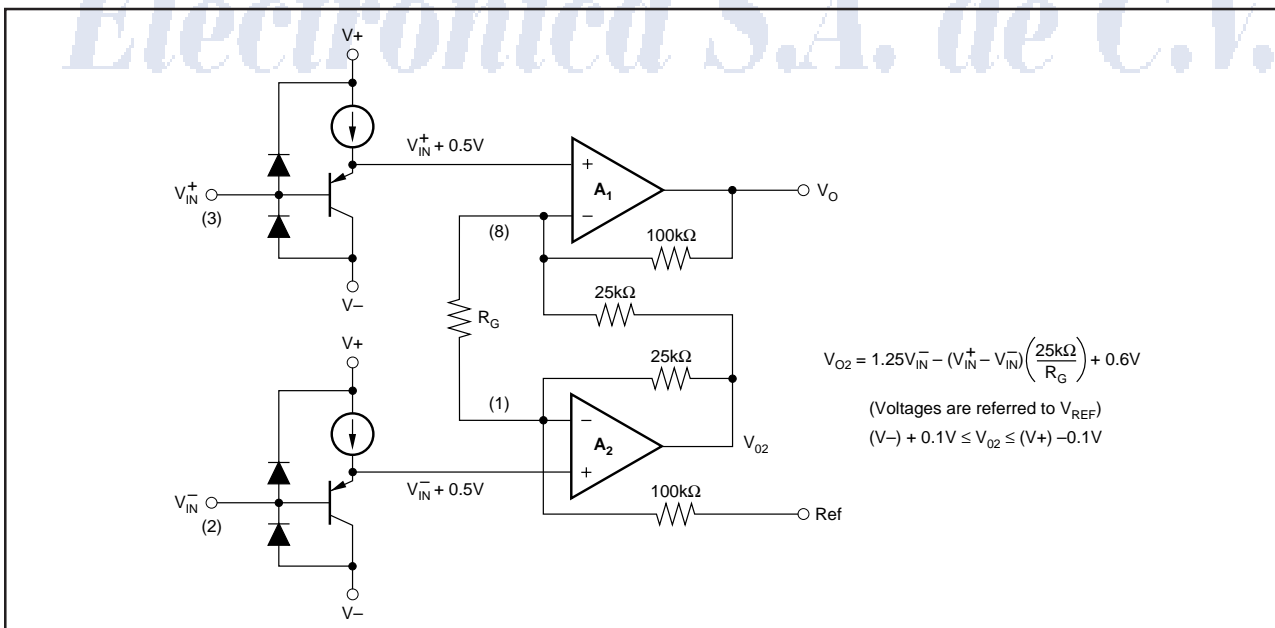 Electrónica S.A. de C.V.
V+
V+IN + 0.5V
V+IN
(3)
V–
+
A1
–
VO
(8)
100kΩ
25kΩ
RG
V+
25kΩ
(1)
–
A2
+
V02
V–IN
(2)
V–IN + 0.5V
100kΩ
Ref
V–
VO2 = 1.25V–IN – (V+IN – V–IN)(25kΩ/RG) + 0.6V
(Voltages are referred to VREF)
(V–) + 0.1V ≤ V02 ≤ (V+) –0.1V